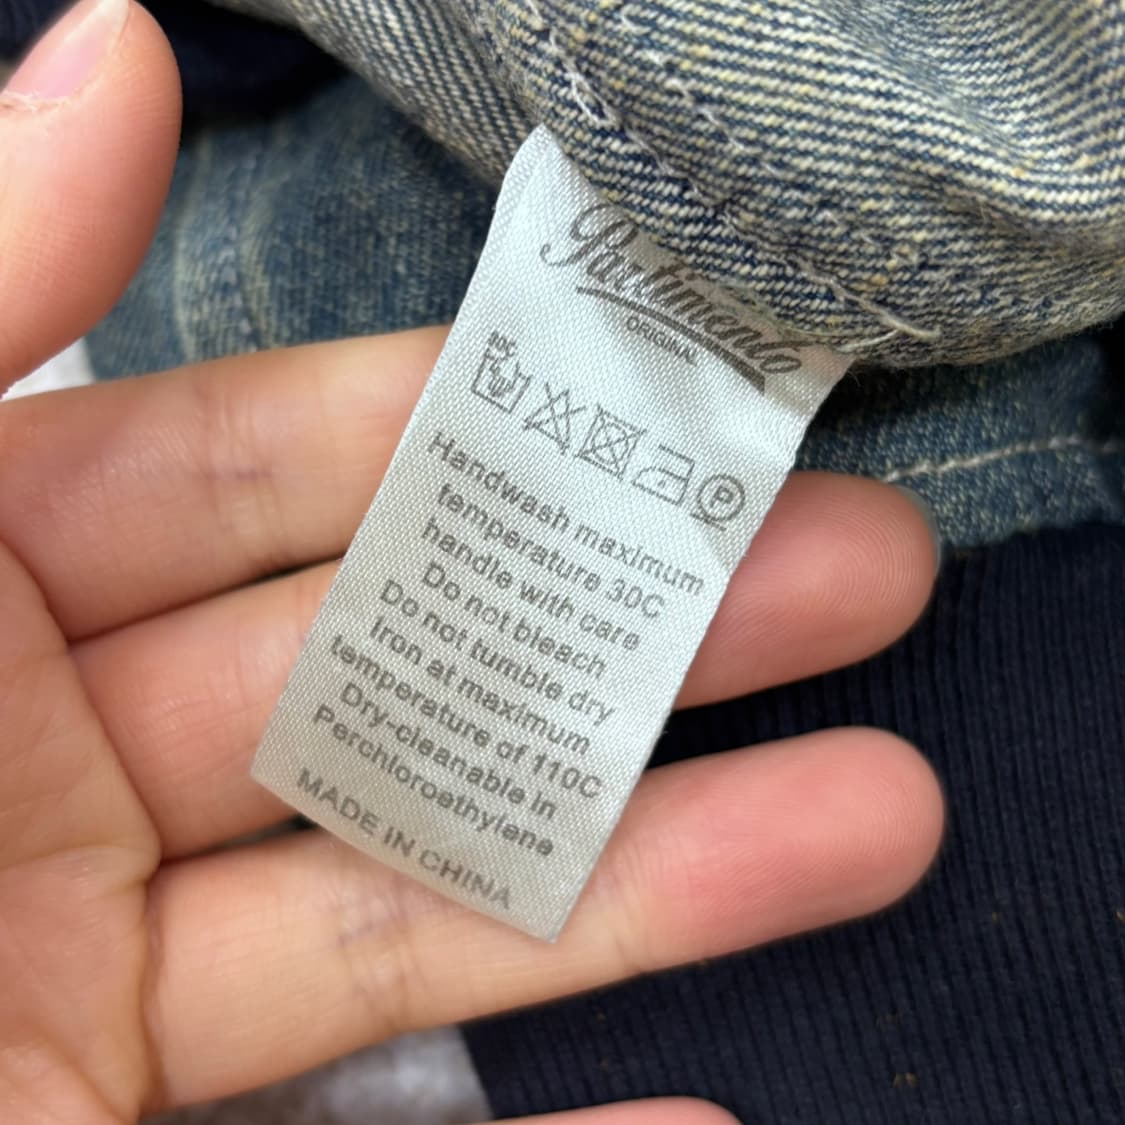 Partimento
ORIGINAL
P
Handwash maximum
temperature 30C
handle with care
Do not bleach
Do not tumble dry
Iron at maximum
temperature of 110C
Dry-cleanable in
Perchloroethylene
MADE IN CHINA